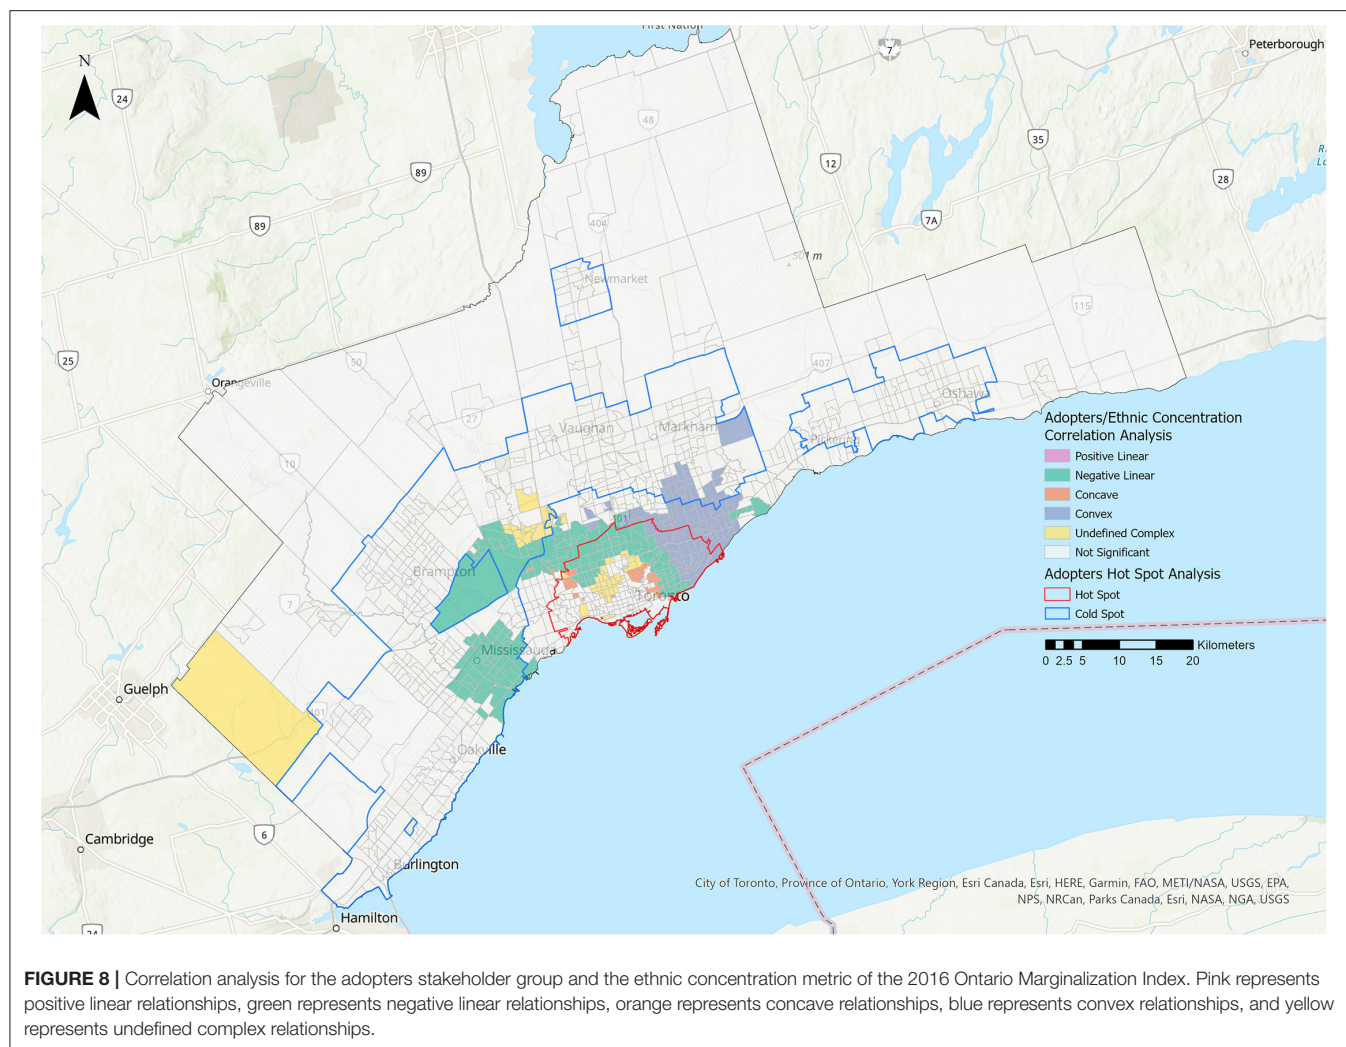 First Nation
N
Peterborough
7
24
48
35
12
89
28
7A
404
89
501 m
Newmarket
115
25
50
407
Orangeville
Oshawa
27
Vaughan
Markham
Pickering
10
401
Brampton
7
Toronto
Mississauga
Guelph
401
Oakville
Cambridge
6
Burlington
Hamilton
24
Adopters/Ethnic Concentration
Correlation Analysis
Positive Linear
Negative Linear
Concave
Convex
Undefined Complex
Not Significant
Adopters Hot Spot Analysis
Hot Spot
Cold Spot
Kilometers
0 2.5 5 10 15 20
City of Toronto, Province of Ontario, York Region, Esri Canada, Esri, HERE, Garmin, FAO, METI/NASA, USGS, EPA,
NPS, NRCan, Parks Canada, Esri, NASA, NGA, USGS
FIGURE 8 | Correlation analysis for the adopters stakeholder group and the ethnic concentration metric of the 2016 Ontario Marginalization Index. Pink represents
positive linear relationships, green represents negative linear relationships, orange represents concave relationships, blue represents convex relationships, and yellow
represents undefined complex relationships.